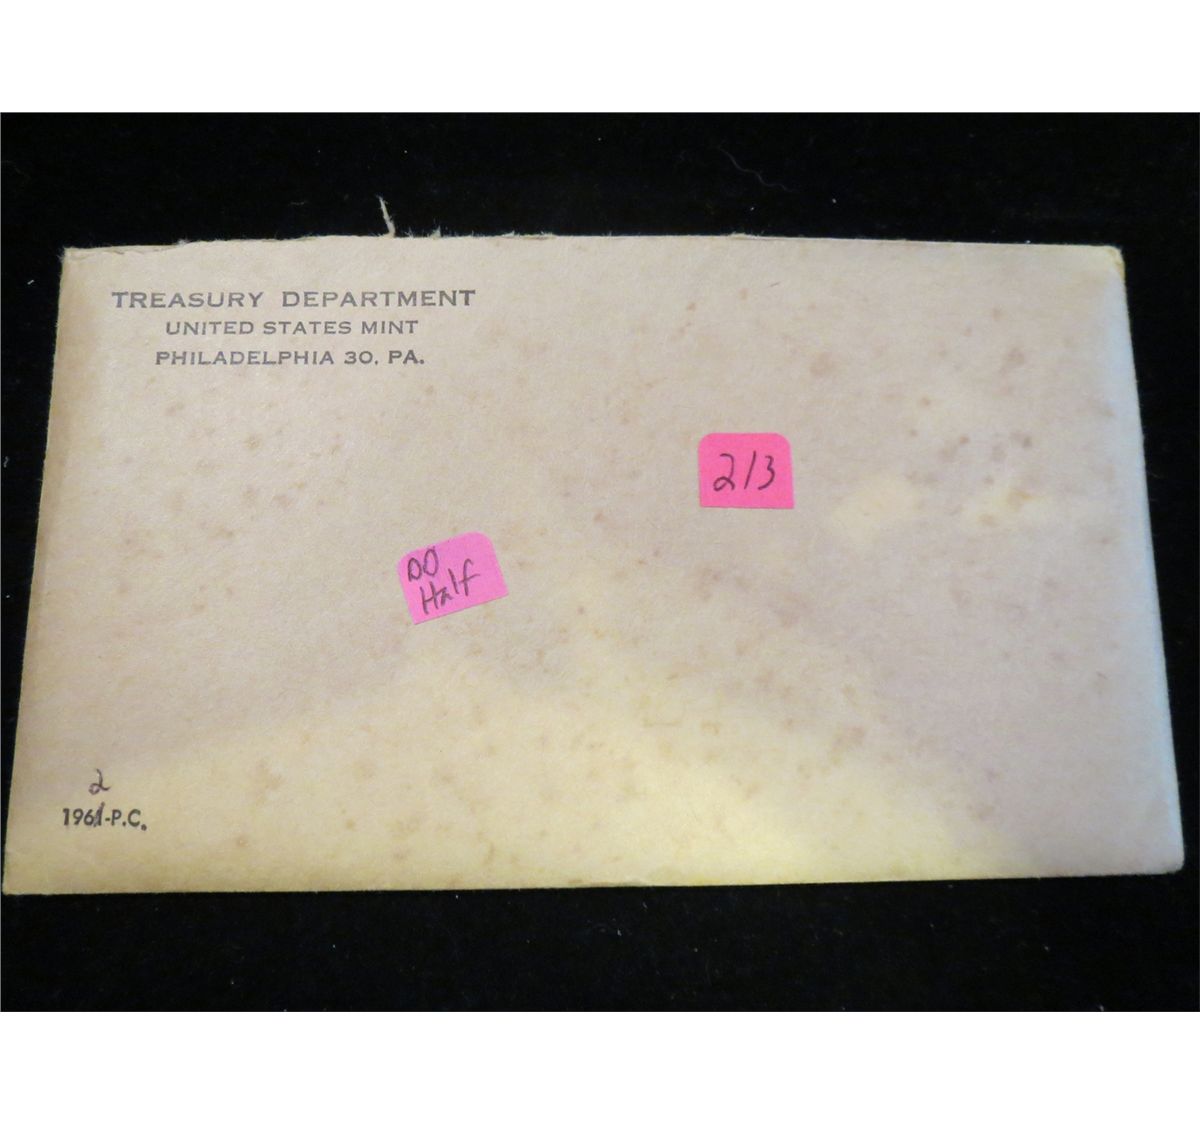 TREASURY DEPARTMENT
UNITED STATES MINT
PHILADELPHIA 30, PA.
213
DO
Half
2
1961-P.C.